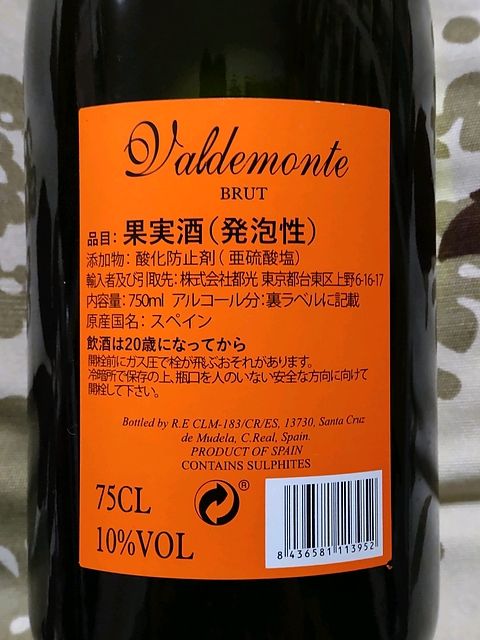 Valdemonte
BRUT
品目: 果実酒(発泡性)
添加物: 酸化防止剤(亜硫酸塩)
輸入者及び引取先: 株式会社都光 東京都台東区上野6-16-17
内容量: 750ml アルコール分:裏ラベルに記載
原産国名: スペイン
飲酒は20歳になってから
開栓前にガス圧で栓が飛ぶおそれがあります。
冷暗所で保存の上、瓶口を人のいない安全な方向に向けて
開栓して下さい。
Bottled by R.E CLM-183/CR/ES, 13730, Santa Cruz
de Mudela, C.Real, Spain.
PRODUCT OF SPAIN
CONTAINS SULPHITES
75CL
10%VOL
®
8 436581 113952